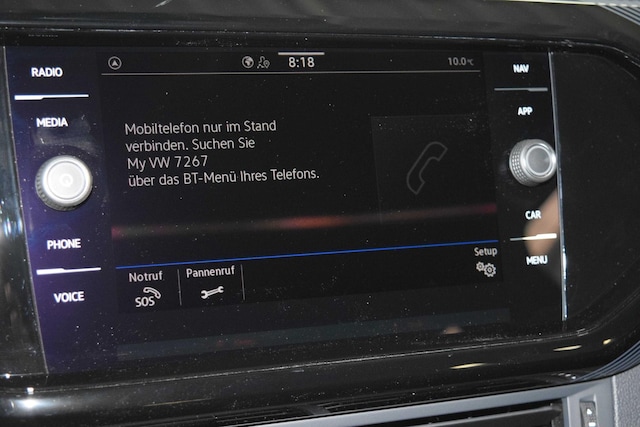 RADIO
MEDIA
PHONE
VOICE
8:18
10.0°C
Mobiltelefon nur im Stand
verbinden. Suchen Sie
My VW 7267
über das BT-Menü Ihres Telefons.
Notruf
SOS
Pannenruf
Setup
NAV
APP
CAR
MENU